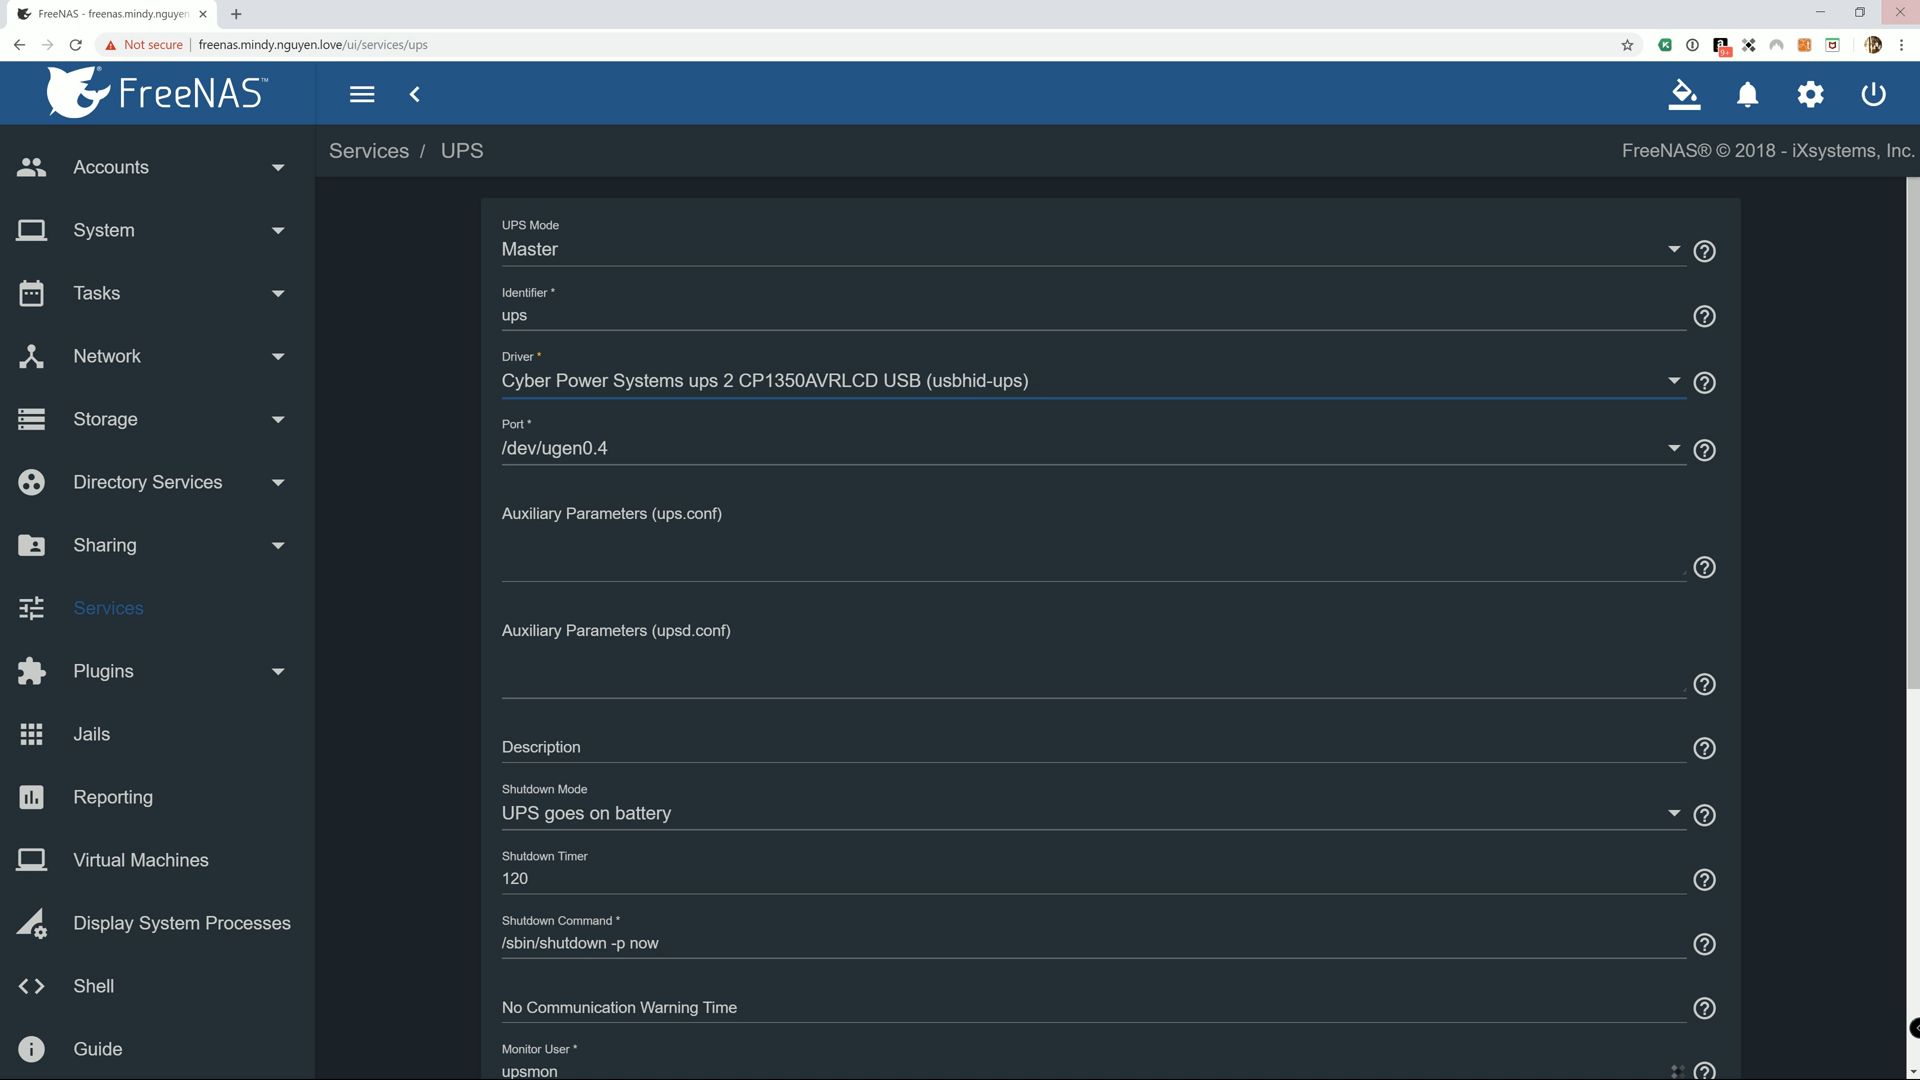 FreeNAS - freenas.mindy.nguyen
Not secure
freenas.mindy.nguyen.love/ui/services/ups
9+
FreeNAS™
Services / UPS
FreeNAS® © 2018 - iXsystems, Inc.
Accounts
System
Tasks
Network
Storage
Directory Services
Sharing
Services
Plugins
Jails
Reporting
Virtual Machines
Display System Processes
Shell
Guide
UPS Mode
Master
Identifier *
ups
Driver *
Cyber Power Systems ups 2 CP1350AVRLCD USB (usbhid-ups)
Port *
/dev/ugen0.4
Auxiliary Parameters (ups.conf)
Auxiliary Parameters (upsd.conf)
Description
Shutdown Mode
UPS goes on battery
Shutdown Timer
120
Shutdown Command *
/sbin/shutdown -p now
No Communication Warning Time
Monitor User *
upsmon